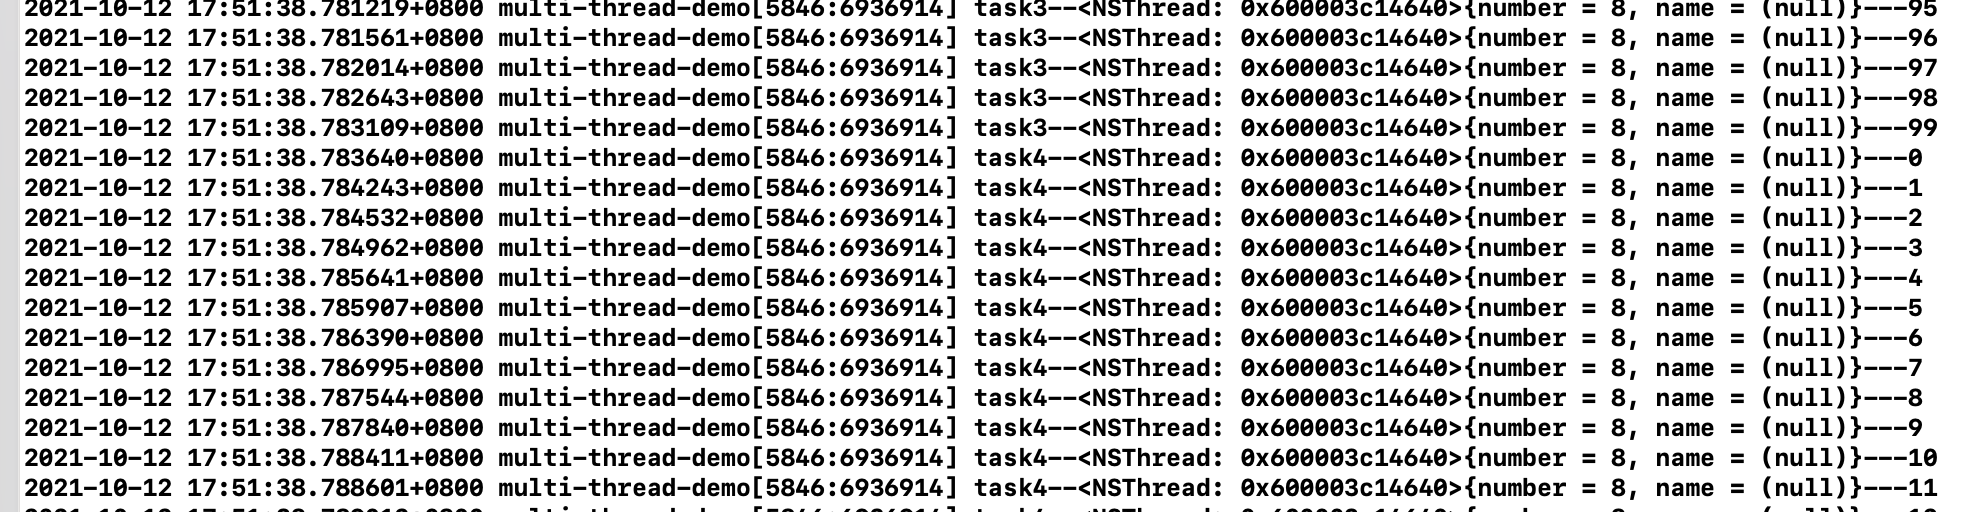 2021-10-12 17:51:38.781219+0800 multi-thread-demo[5846:6936914] task3--<NSThread: 0x600003c14640>{number = 8, name = (null)}---95
2021-10-12 17:51:38.781561+0800 multi-thread-demo[5846:6936914] task3--<NSThread: 0x600003c14640>{number = 8, name = (null)}---96
2021-10-12 17:51:38.782014+0800 multi-thread-demo[5846:6936914] task3--<NSThread: 0x600003c14640>{number = 8, name = (null)}---97
2021-10-12 17:51:38.782643+0800 multi-thread-demo[5846:6936914] task3--<NSThread: 0x600003c14640>{number = 8, name = (null)}---98
2021-10-12 17:51:38.783109+0800 multi-thread-demo[5846:6936914] task3--<NSThread: 0x600003c14640>{number = 8, name = (null)}---99
2021-10-12 17:51:38.783640+0800 multi-thread-demo[5846:6936914] task4--<NSThread: 0x600003c14640>{number = 8, name = (null)}---0
2021-10-12 17:51:38.784243+0800 multi-thread-demo[5846:6936914] task4--<NSThread: 0x600003c14640>{number = 8, name = (null)}---1
2021-10-12 17:51:38.784532+0800 multi-thread-demo[5846:6936914] task4--<NSThread: 0x600003c14640>{number = 8, name = (null)}---2
2021-10-12 17:51:38.784962+0800 multi-thread-demo[5846:6936914] task4--<NSThread: 0x600003c14640>{number = 8, name = (null)}---3
2021-10-12 17:51:38.785641+0800 multi-thread-demo[5846:6936914] task4--<NSThread: 0x600003c14640>{number = 8, name = (null)}---4
2021-10-12 17:51:38.785907+0800 multi-thread-demo[5846:6936914] task4--<NSThread: 0x600003c14640>{number = 8, name = (null)}---5
2021-10-12 17:51:38.786390+0800 multi-thread-demo[5846:6936914] task4--<NSThread: 0x600003c14640>{number = 8, name = (null)}---6
2021-10-12 17:51:38.786995+0800 multi-thread-demo[5846:6936914] task4--<NSThread: 0x600003c14640>{number = 8, name = (null)}---7
2021-10-12 17:51:38.787544+0800 multi-thread-demo[5846:6936914] task4--<NSThread: 0x600003c14640>{number = 8, name = (null)}---8
2021-10-12 17:51:38.787840+0800 multi-thread-demo[5846:6936914] task4--<NSThread: 0x600003c14640>{number = 8, name = (null)}---9
2021-10-12 17:51:38.788411+0800 multi-thread-demo[5846:6936914] task4--<NSThread: 0x600003c14640>{number = 8, name = (null)}---10
2021-10-12 17:51:38.788601+0800 multi-thread-demo[5846:6936914] task4--<NSThread: 0x600003c14640>{number = 8, name = (null)}---11